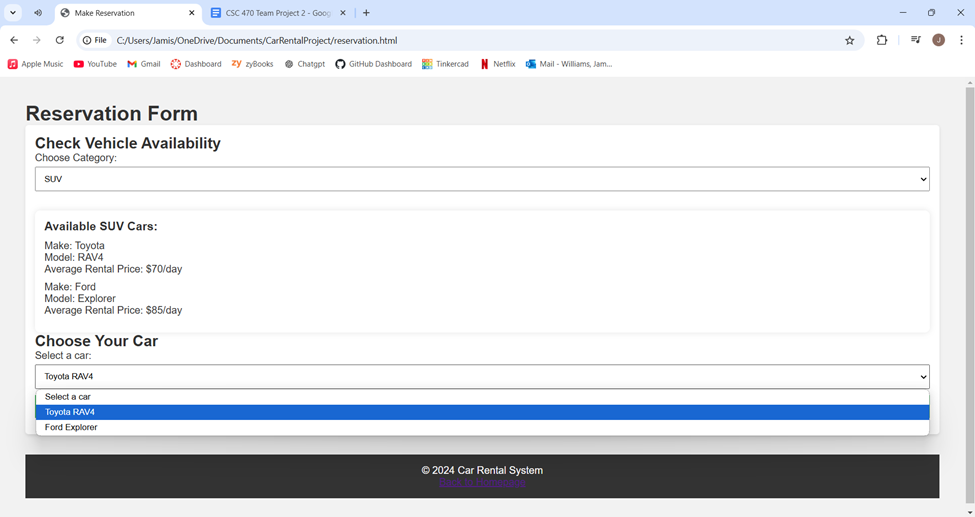 Make Reservation
CSC 470 Team Project 2 - Goog
File
C:/Users/Jamis/OneDrive/Documents/CarRentalProject/reservation.html
J
Apple Music
YouTube
Gmail
Dashboard
zy zyBooks
Chatgpt
GitHub Dashboard
Tinkercad
N Netflix
Mail - Williams, Jam...
Reservation Form
Check Vehicle Availability
Choose Category:
SUV
Available SUV Cars:
Make: Toyota
Model: RAV4
Average Rental Price: $70/day
Make: Ford
Model: Explorer
Average Rental Price: $85/day
Choose Your Car
Select a car:
Toyota RAV4
Select a car
Toyota RAV4
Ford Explorer
© 2024 Car Rental System